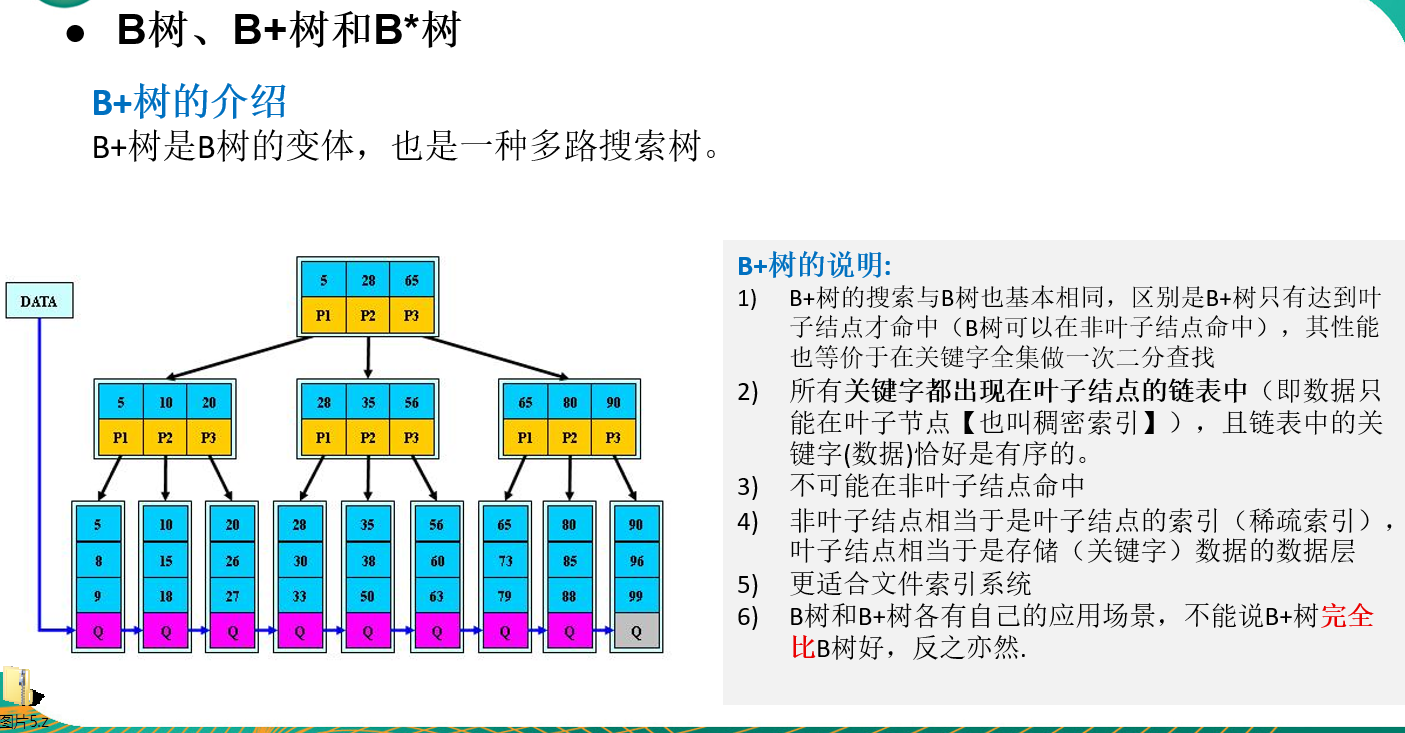 ● B树、B+树和B*树
B+树的介绍
B+树是B树的变体，也是一种多路搜索树。
DATA
5 28 65
P1 P2 P3
5 10 20
P1 P2 P3
28 35 56
P1 P2 P3
65 80 90
P1 P2 P3
5 10 20 28 35 56 65 80 90
8 15 26 30 38 60 73 85 96
9 18 27 33 50 63 79 88 99
Q Q Q Q Q Q Q Q Q
B+树的说明:
1) B+树的搜索与B树也基本相同，区别是B+树只有达到叶
子结点才命中（B树可以在非叶子结点命中），其性能
也等价于在关键字全集做一次二分查找
2) 所有关键字都出现在叶子结点的链表中（即数据只
能在叶子节点【也叫稠密索引】），且链表中的关
键字(数据)恰好是有序的。
3) 不可能在非叶子结点命中
4) 非叶子结点相当于是叶子结点的索引（稀疏索引），
叶子结点相当于是存储（关键字）数据的数据层
5) 更适合文件索引系统
6) B树和B+树各有自己的应用场景，不能说B+树完全
比B树好，反之亦然.
图片5.z